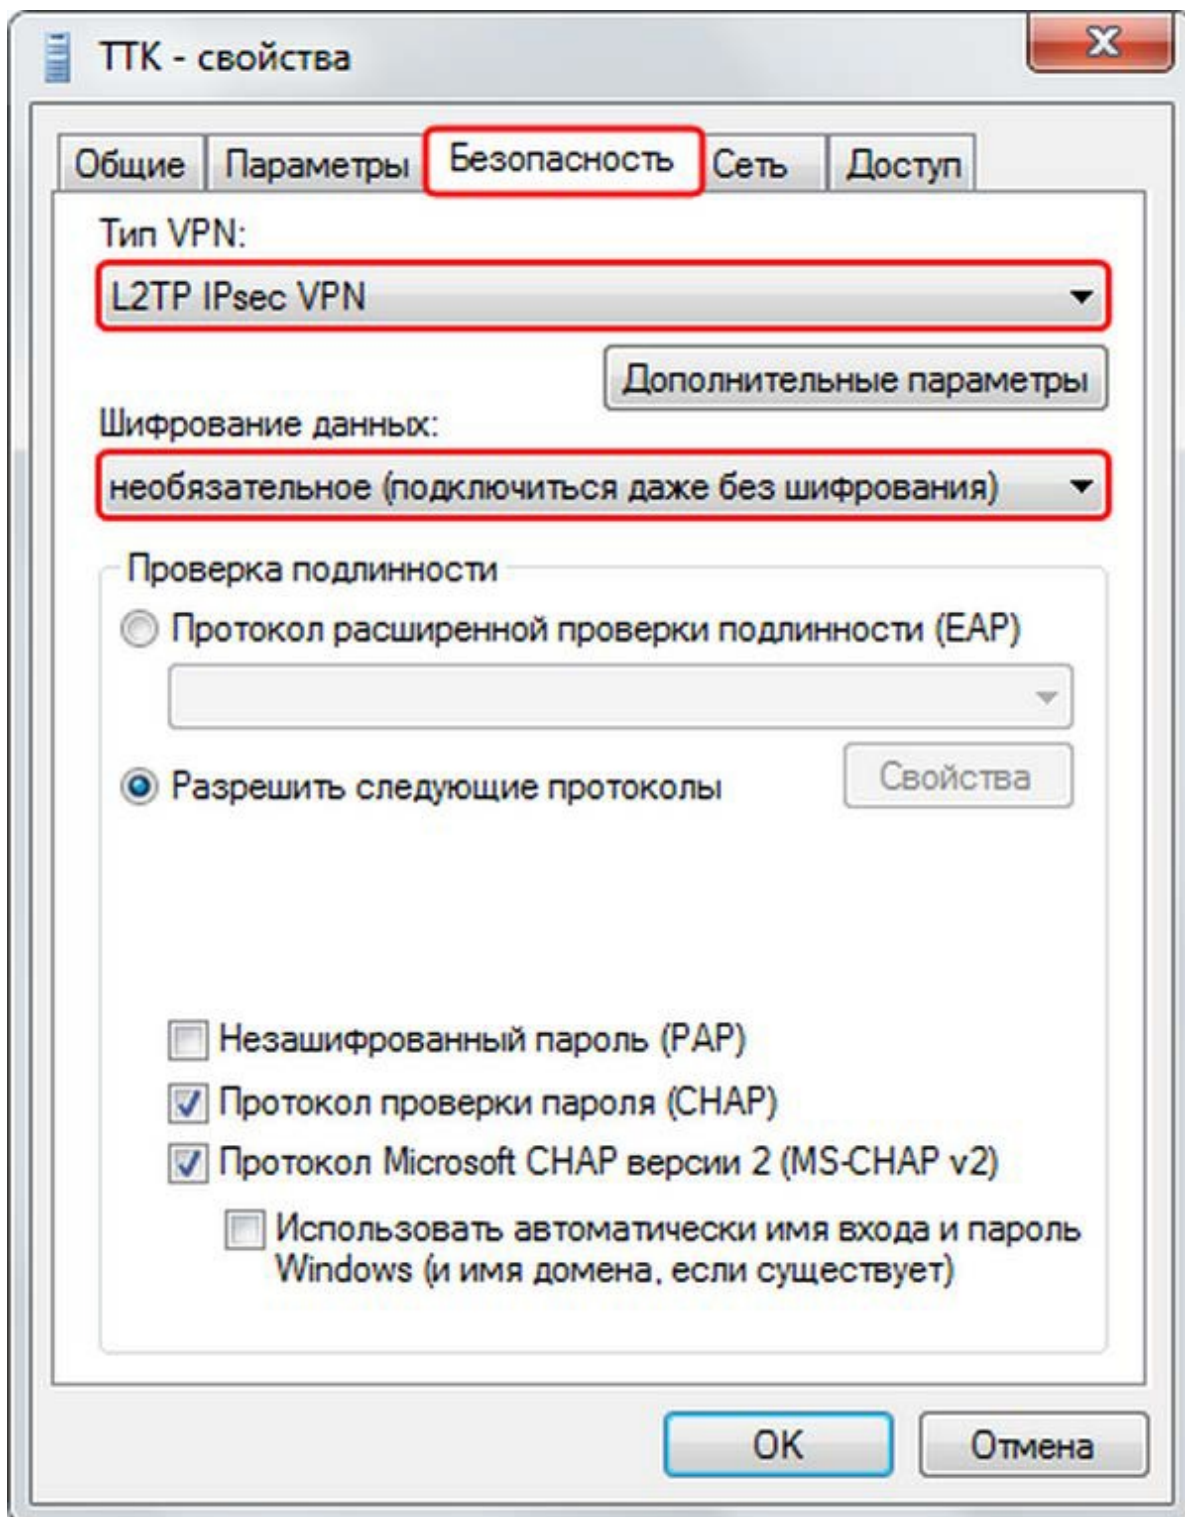 ТТК - свойства
Общие
Параметры
Безопасность
Сеть
Доступ
Тип VPN:
L2TP IPsec VPN
Дополнительные параметры
Шифрование данных:
необязательное (подключиться даже без шифрования)
Проверка подлинности
Протокол расширенной проверки подлинности (EAP)
Свойства
Разрешить следующие протоколы
Незашифрованный пароль (PAP)
Протокол проверки пароля (CHAP)
Протокол Microsoft CHAP версии 2 (MS-CHAP v2)
Использовать автоматически имя входа и пароль
Windows (и имя домена, если существует)
OK
Отмена